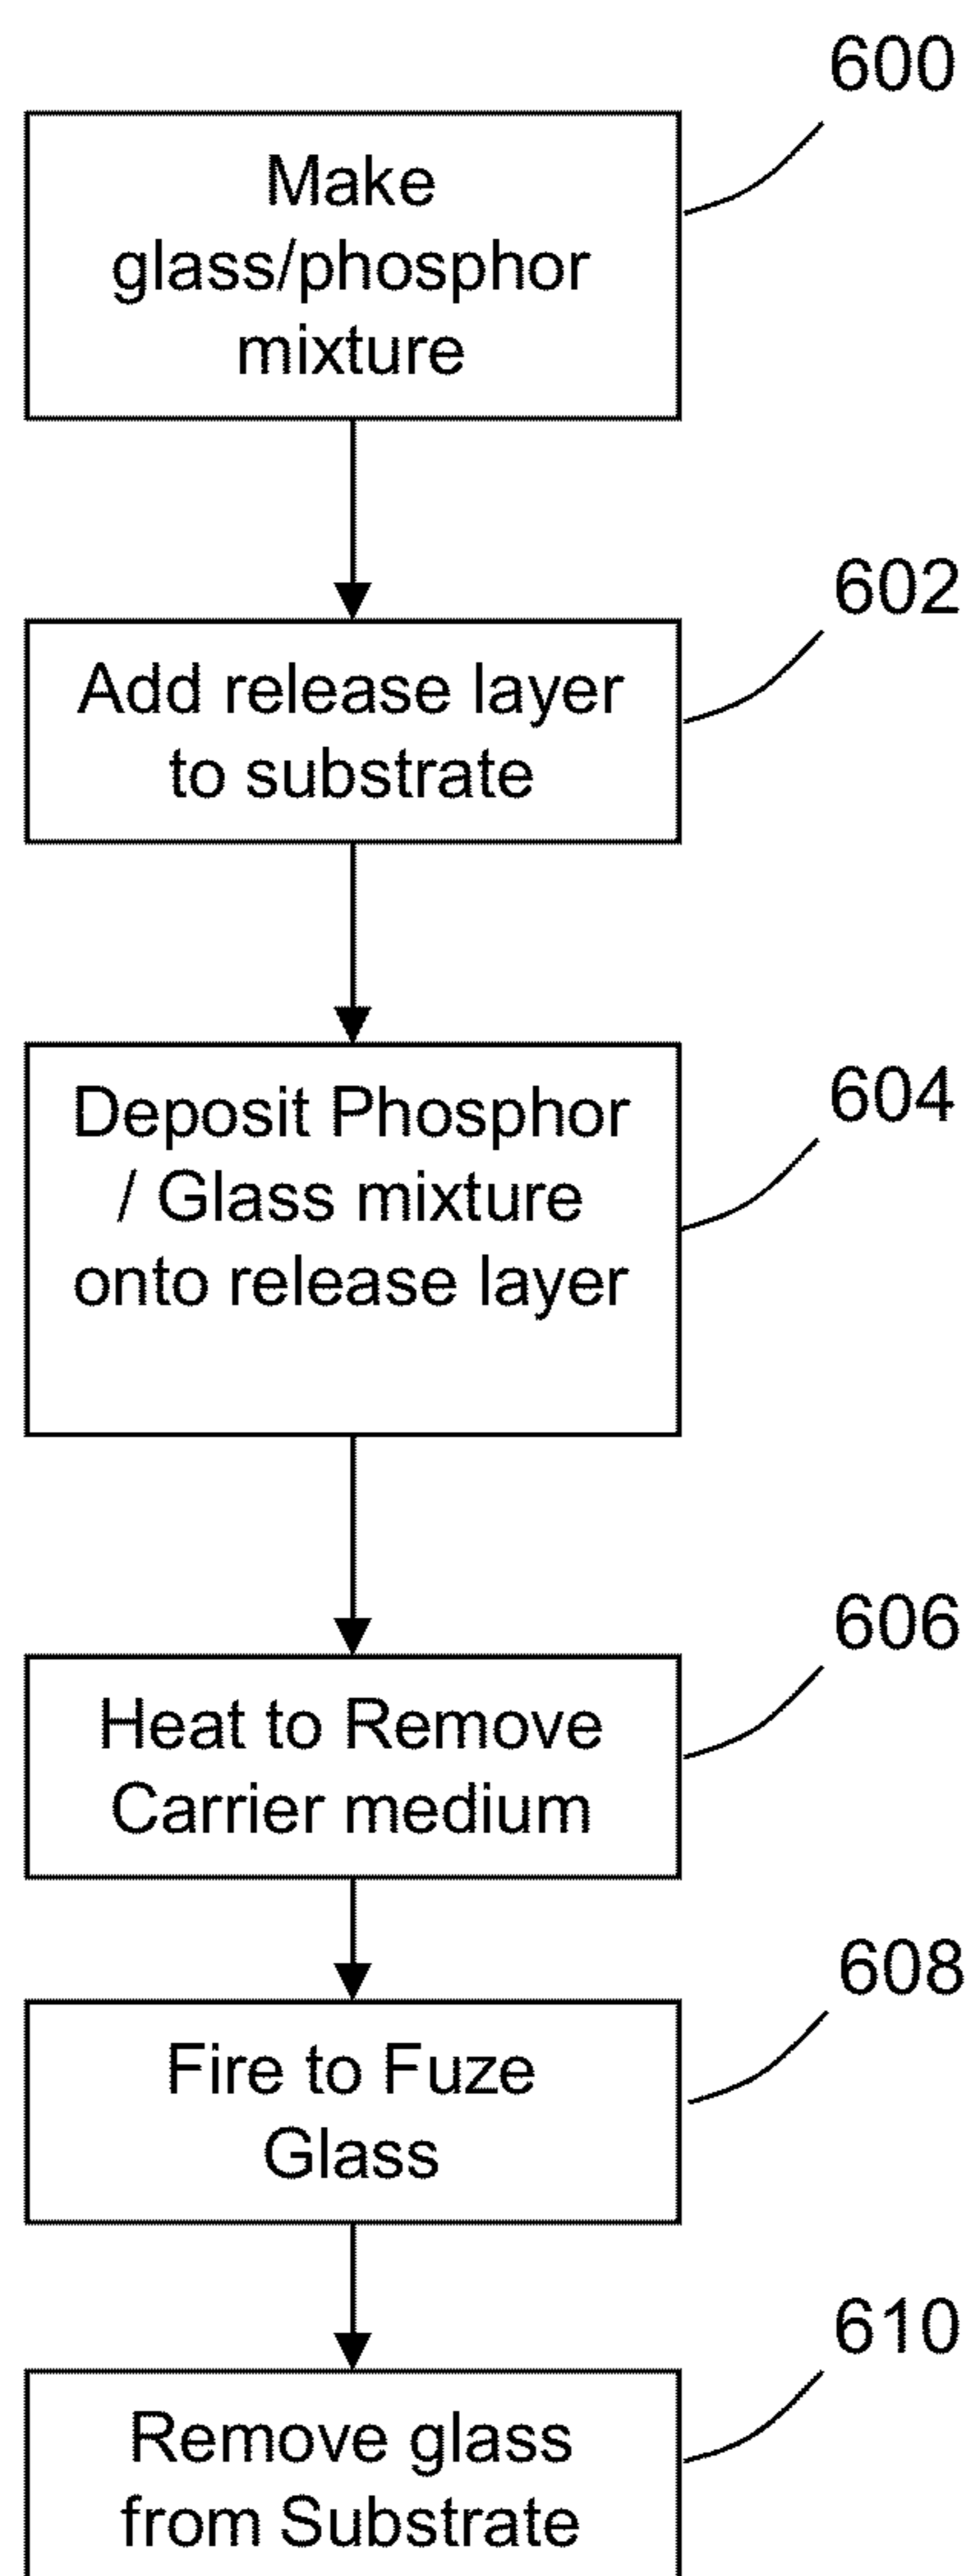 600
Make
glass/phosphor
mixture
602
Add release layer
to substrate
604
Deposit Phosphor
/ Glass mixture
onto release layer
606
Heat to Remove
Carrier medium
608
Fire to Fuze
Glass
610
Remove glass
from Substrate